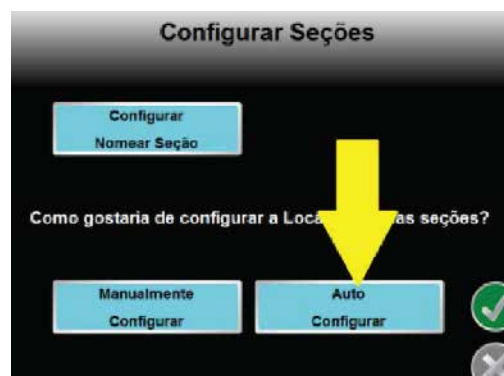 Configurar Seções
Configurar
Nomear Seção
Como gostaria de configurar a Loca as seções?
Manualmente
Configurar
Auto
Configurar